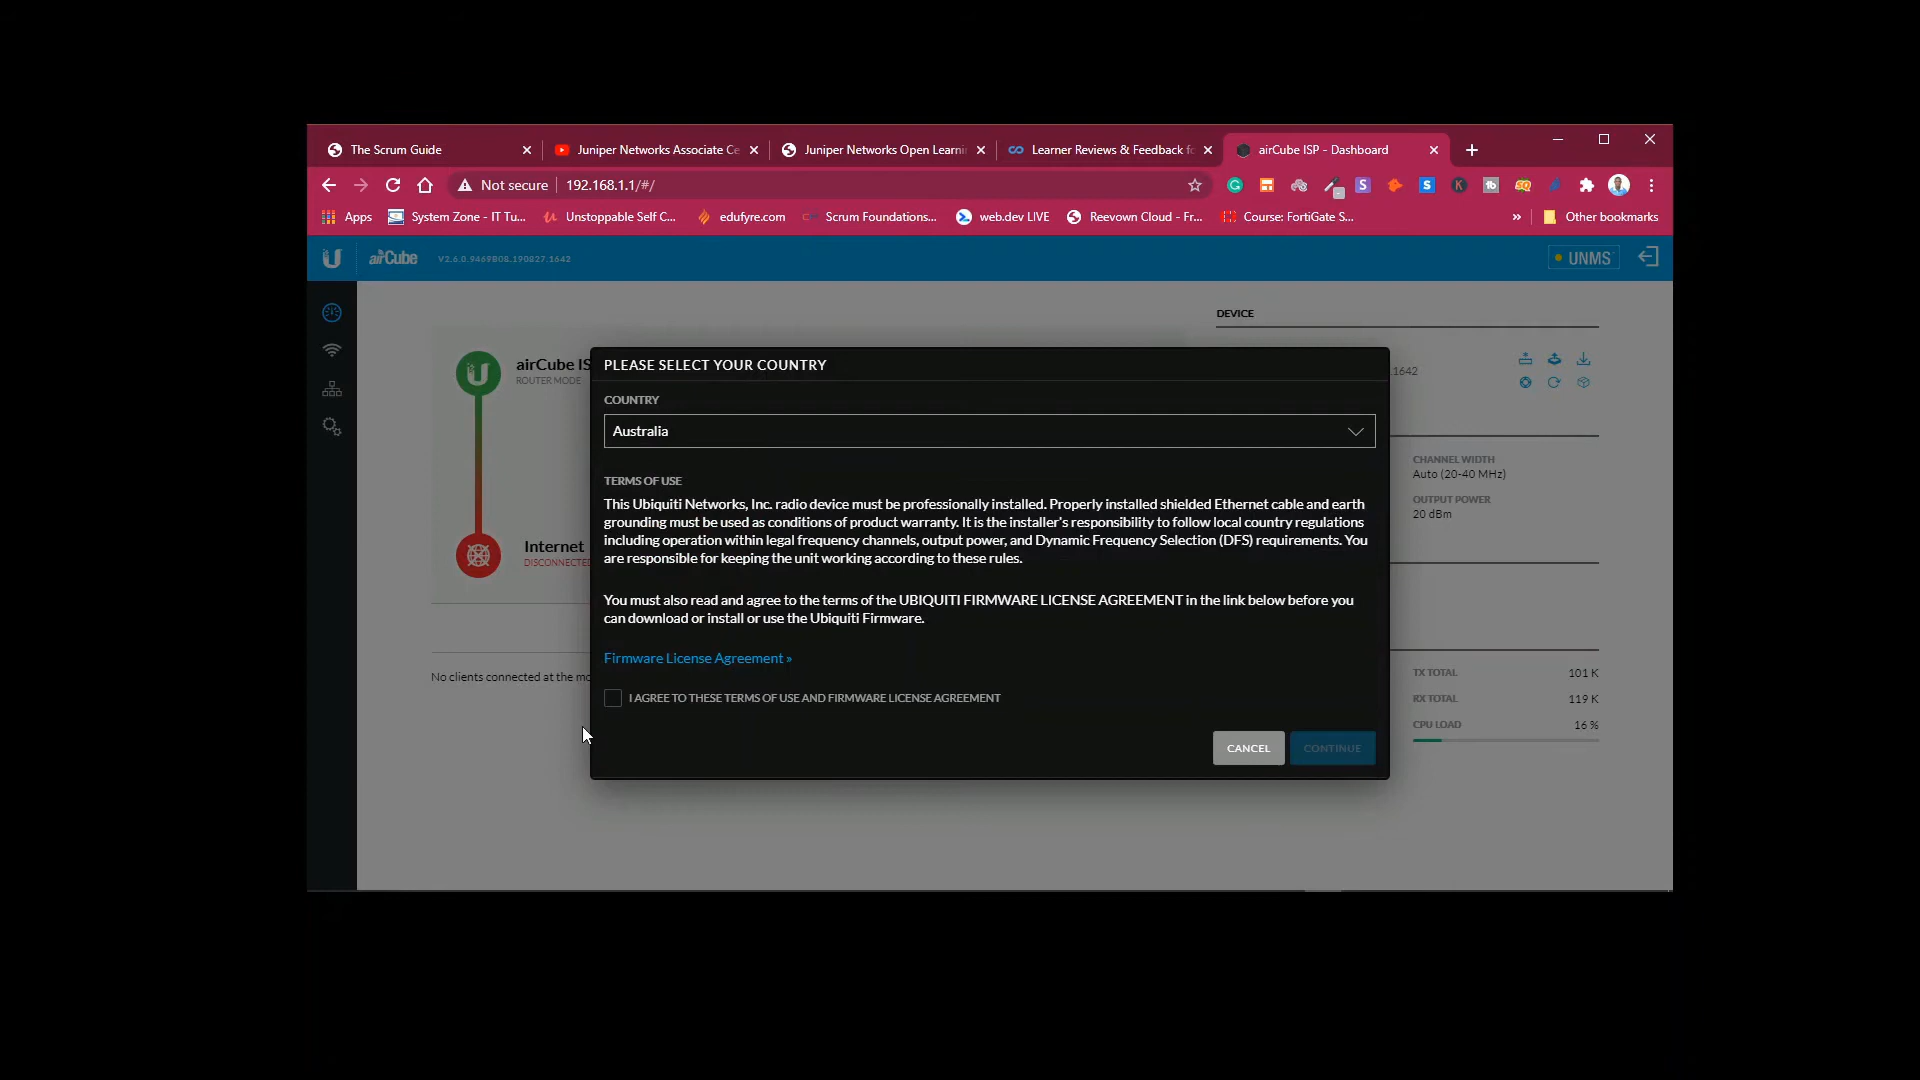 The Scrum Guide
Juniper Networks Associate Ce
Juniper Networks Open Learni
Learner Reviews & Feedback fo
airCube ISP - Dashboard
Not secure
192.168.1.1/#/
Apps
System Zone - IT Tu...
Unstoppable Self C...
edufyre.com
Scrum Foundations...
web.dev LIVE
Reevown Cloud - Fr...
Course: FortiGate S...
»
Other bookmarks
airCube
V2.6.0.9469B08.190827.1642
UNMS
DEVICE
airCube IS
ROUTER MODE
.1642
PLEASE SELECT YOUR COUNTRY
COUNTRY
Australia
TERMS OF USE
This Ubiquiti Networks, Inc. radio device must be professionally installed. Properly installed shielded Ethernet cable and earth
grounding must be used as conditions of product warranty. It is the installer's responsibility to follow local country regulations
including operation within legal frequency channels, output power, and Dynamic Frequency Selection (DFS) requirements. You
are responsible for keeping the unit working according to these rules.
You must also read and agree to the terms of the UBIQUITI FIRMWARE LICENSE AGREEMENT in the link below before you
can download or install or use the Ubiquiti Firmware.
Firmware License Agreement »
I AGREE TO THESE TERMS OF USE AND FIRMWARE LICENSE AGREEMENT
CANCEL
CONTINUE
Internet
DISCONNECTED
No clients connected at the mo
CHANNEL WIDTH
Auto (20-40 MHz)
OUTPUT POWER
20 dBm
TX TOTAL 101 K
RX TOTAL 119 K
CPU LOAD 16 %